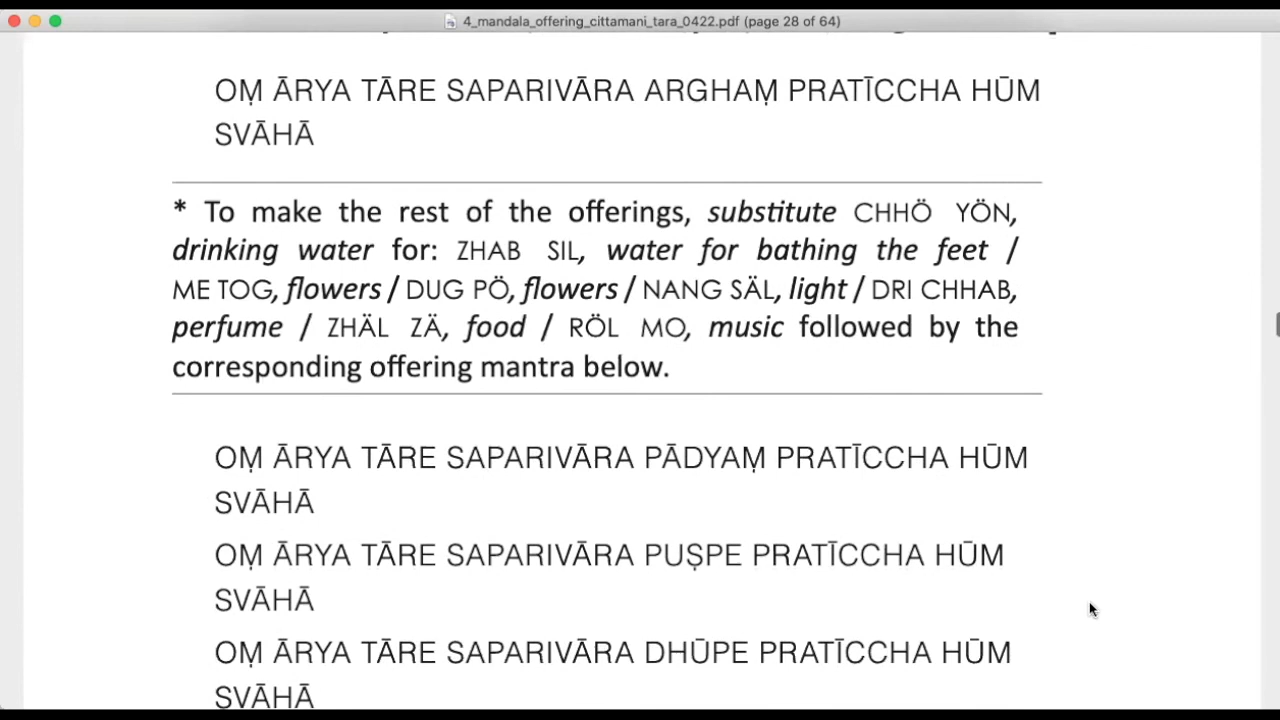 4_mandala_offering_cittamani_tara_0422.pdf (page 28 of 64)
OṂ ĀRYA TĀRE SAPARIVĀRA ARGHAṂ PRATĪCCHA HŪM
SVĀHĀ
* To make the rest of the offerings, substitute CHHÖ YÖN,
drinking water for: ZHAB SIL, water for bathing the feet /
ME TOG, flowers / DUG PÖ, flowers / NANG SÄL, light / DRI CHHAB,
perfume / ZHÄL ZÄ, food / RÖL MO, music followed by the
corresponding offering mantra below.
OṂ ĀRYA TĀRE SAPARIVĀRA PĀDYAṂ PRATĪCCHA HŪM
SVĀHĀ
OṂ ĀRYA TĀRE SAPARIVĀRA PUṢPE PRATĪCCHA HŪM
SVĀHĀ
OṂ ĀRYA TĀRE SAPARIVĀRA DHŪPE PRATĪCCHA HŪM
SVĀHĀ